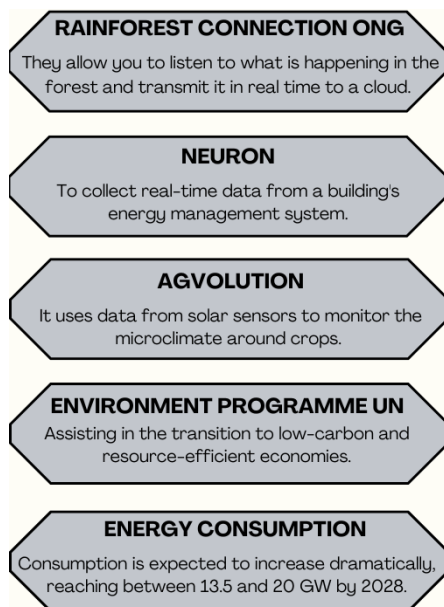 RAINFOREST CONNECTION ONG
They allow you to listen to what is happening in the
forest and transmit it in real time to a cloud.
NEURON
To collect real-time data from a building's
energy management system.
AGVOLUTION
It uses data from solar sensors to monitor the
microclimate around crops.
ENVIRONMENT PROGRAMME UN
Assisting in the transition to low-carbon and
resource-efficient economies.
ENERGY CONSUMPTION
Consumption is expected to increase dramatically,
reaching between 13.5 and 20 GW by 2028.